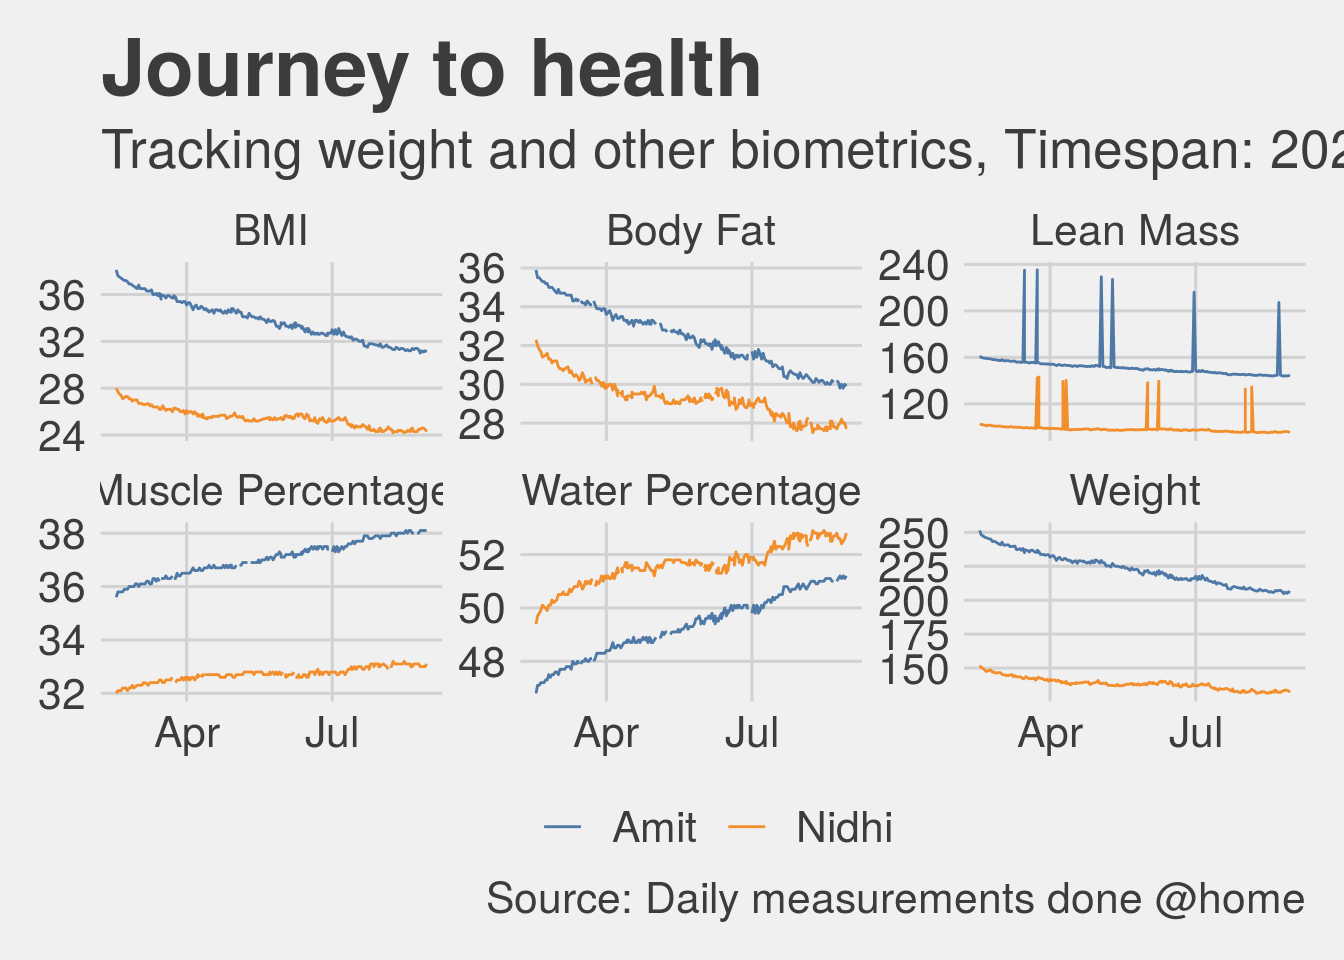 Journey to health
Tracking weight and other biometrics, Timespan: 202
BMI
Body Fat
Lean Mass
36
32
28
24
36
34
32
30
28
240
200
160
120
Muscle Percentage
Water Percentage
Weight
38
36
34
32
52
50
48
250
225
200
175
150
Apr
Jul
Apr
Jul
Apr
Jul
Amit
Nidhi
Source: Daily measurements done @home